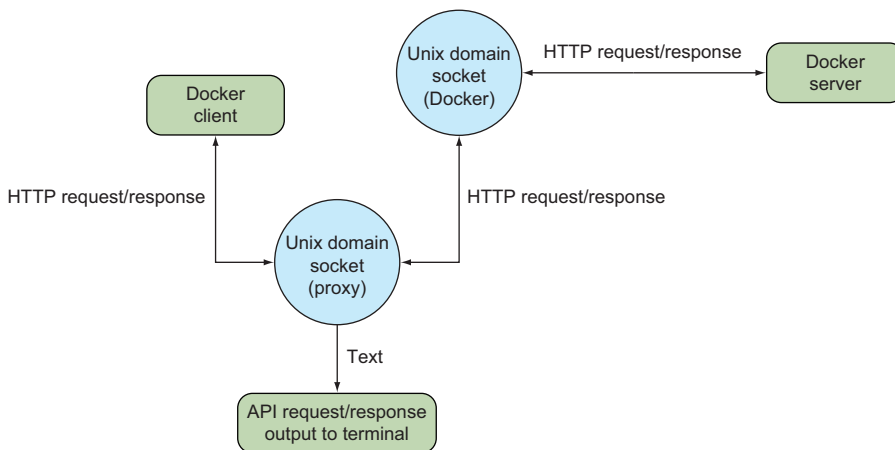 Unix domain
socket
(Docker)
HTTP request/response
Docker
server
Docker
client
HTTP request/response
HTTP request/response
Unix domain
socket
(proxy)
Text
API request/response
output to terminal